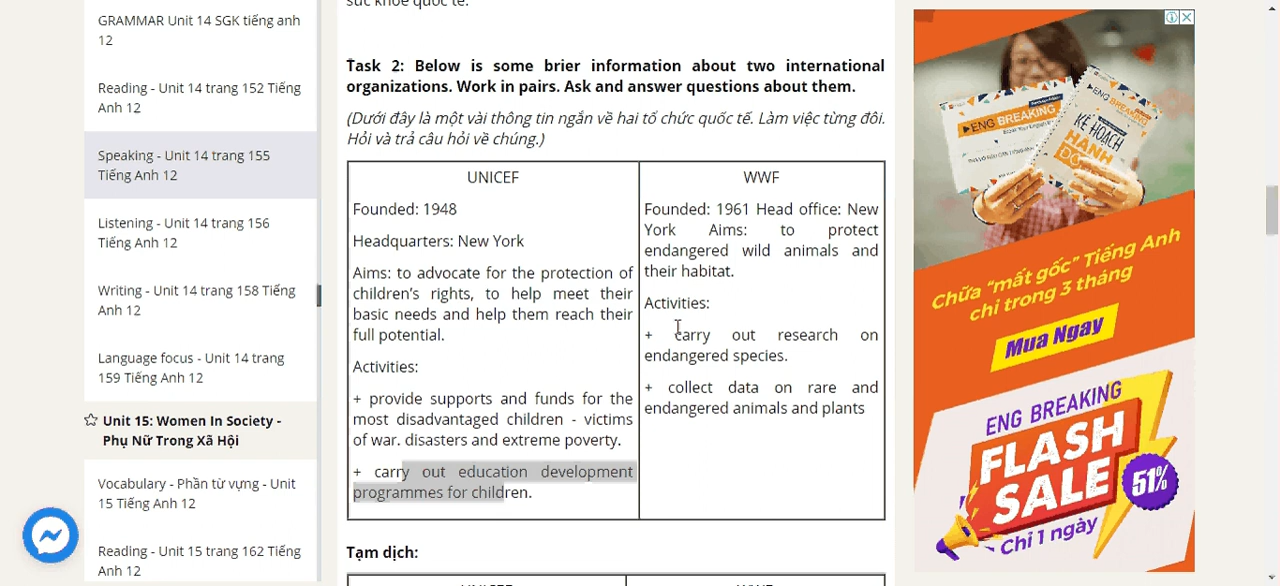 GRAMMAR Unit 14 SGK tiếng anh
12
Reading - Unit 14 trang 152 Tiếng
Anh 12
Speaking - Unit 14 trang 155
Tiếng Anh 12
Listening - Unit 14 trang 156
Tiếng Anh 12
Writing - Unit 14 trang 158 Tiếng
Anh 12
Language focus - Unit 14 trang
159 Tiếng Anh 12
Unit 15: Women In Society -
Phụ Nữ Trong Xã Hội
Vocabulary - Phần từ vựng - Unit
15 Tiếng Anh 12
Reading - Unit 15 trang 162 Tiếng
Anh 12
sức khỏe quốc tế.
Task 2: Below is some brier information about two international
organizations. Work in pairs. Ask and answer questions about them.
(Dưới đây là một vài thông tin ngắn về hai tổ chức quốc tế. Làm việc từng đôi.
Hỏi và trả câu hỏi về chúng.)
UNICEF
Founded: 1948
Headquarters: New York
Aims: to advocate for the protection of
children's rights, to help meet their
basic needs and help them reach their
full potential.
Activities:
+ provide supports and funds for the
most disadvantaged children - victims
of war. disasters and extreme poverty.
+ carry out education development
programmes for children.
WWF
Founded: 1961 Head office: New
York Aims: to protect
endangered wild animals and
their habitat.
Activities:
+ carry out research on
endangered species.
+ collect data on rare and
endangered animals and plants
Tạm dịch:
UNICEF
WWF
ENG BREAKING
ENG BREAKING
KẾ HOẠCH
HÀNH
Chữa "mất gốc" Tiếng Anh
chỉ trong 3 tháng
Mua Ngay
ENG BREAKING
FLASH
SALE
51%
Chỉ 1 ngày